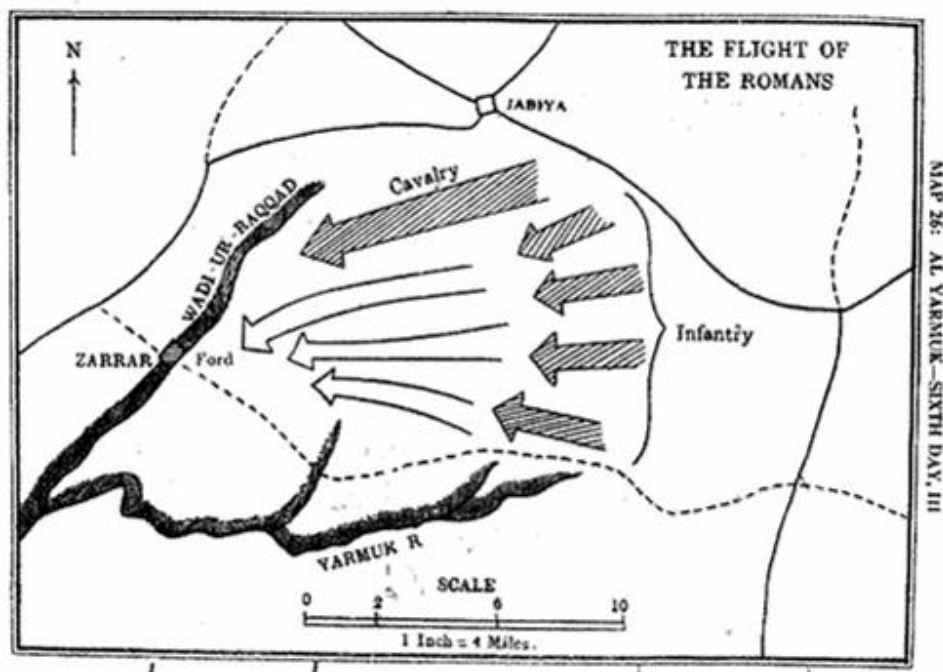 THE FLIGHT OF
THE ROMANS
N
JABIYA
Cavalry
WADI-UR-RAQQAD
Infantry
ZARRAR
Ford
YARMUK R
SCALE
0 2 6 10
1 Inch = 4 Miles.
MAP 26: AL YARMUK—SIXTH DAY, III